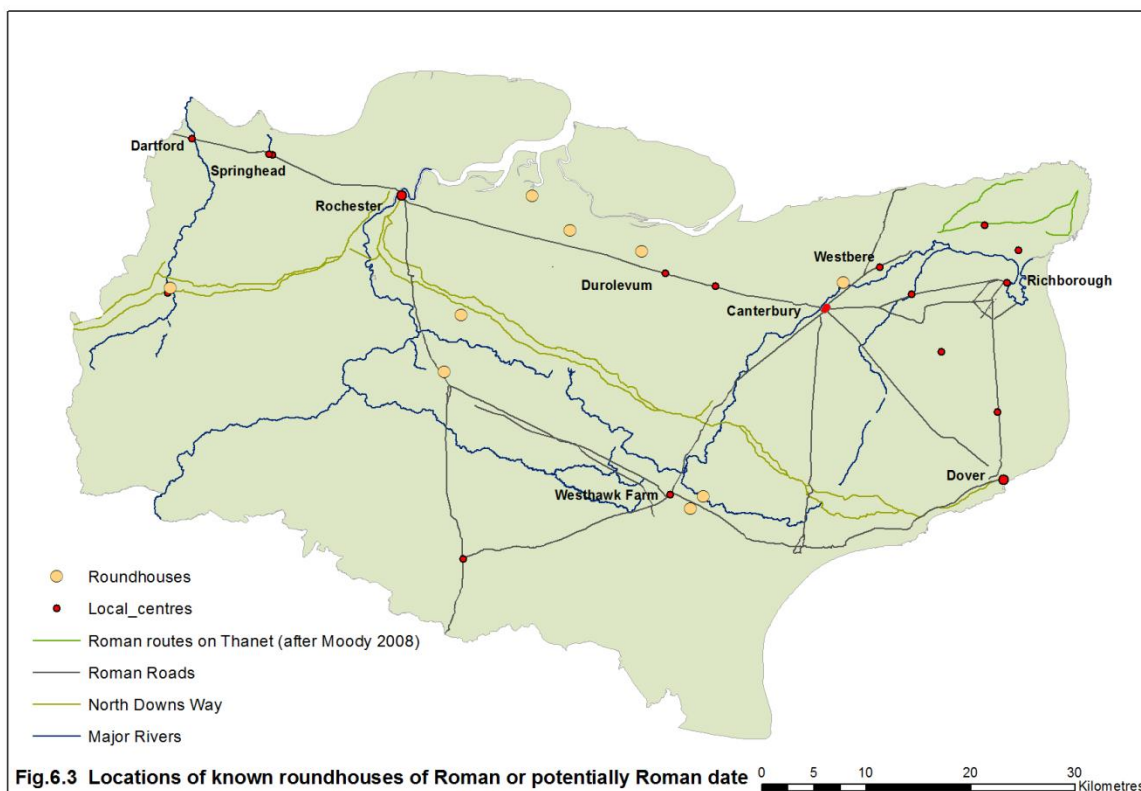 Dartford
Springhead
Rochester
Westbere
Richborough
Durolevum
Canterbury
Westhawk Farm
Dover
Roundhouses
Local_centres
Roman routes on Thanet (after Moody 2008)
Roman Roads
North Downs Way
Major Rivers
Fig.6.3 Locations of known roundhouses of Roman or potentially Roman date
0 5 10 20 30
Kilometres